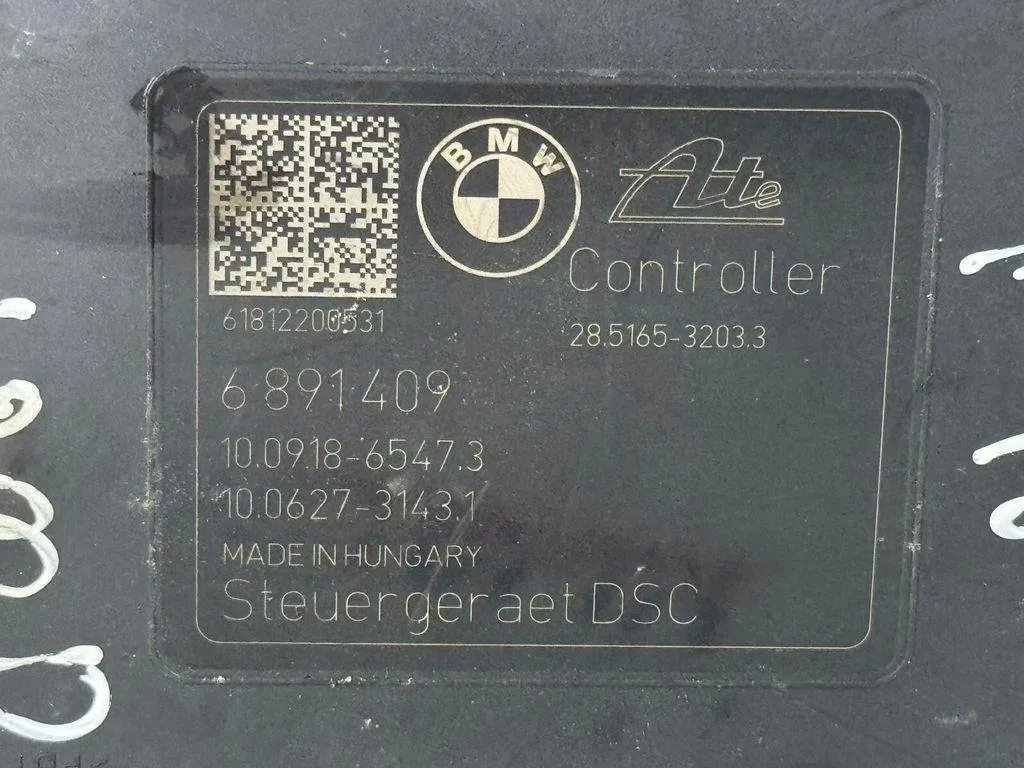 BMW
Ate
Controller
61812200531
28.5165-3203.3
6 891 409
10.0918-6547.3
10.0627-3143.1
MADE IN HUNGARY
Steuergeraet DSC